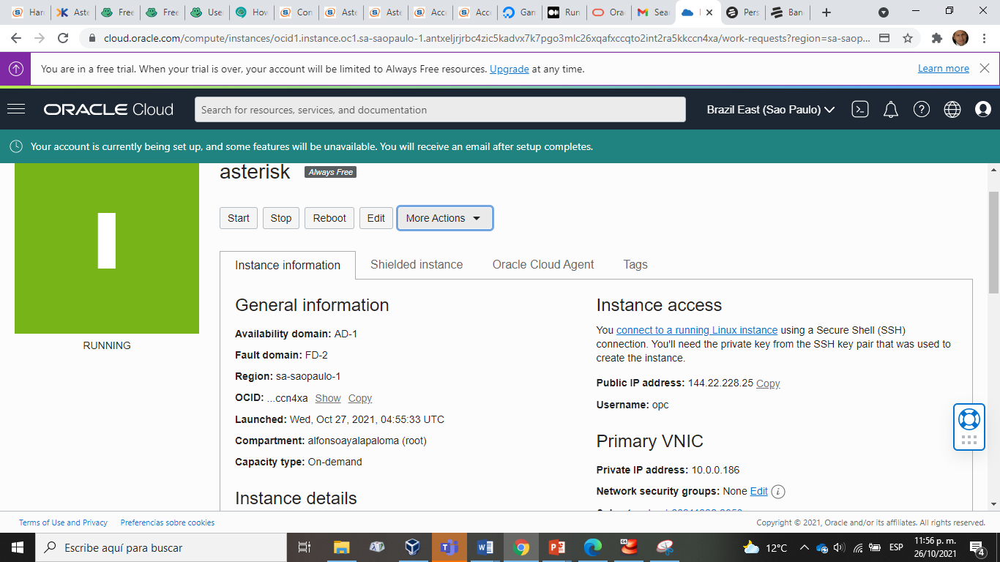 Har
Aste
Free
Free
Use
How
Con
Aste
Aste
Acc
Acc
Gan
Run
Ora
Sea
I
Pers
Ban
cloud.oracle.com/compute/instances/ocid1.instance.oc1.sa-saopaulo-1.antxeljrjrbc4zic5kadvx7k7pgo3mlc26xqafxccqto2int2ra5kkccn4xa/work-requests?region=sa-saop...
You are in a free trial. When your trial is over, your account will be limited to Always Free resources. Upgrade at any time.
Learn more
ORACLE Cloud
Search for resources, services, and documentation
Brazil East (Sao Paulo)
Your account is currently being set up, and some features will be unavailable. You will receive an email after setup completes.
asterisk
Always Free
Start
Stop
Reboot
Edit
More Actions
RUNNING
Instance information
Shielded instance
Oracle Cloud Agent
Tags
General information
Availability domain: AD-1
Fault domain: FD-2
Region: sa-saopaulo-1
OCID: ...ccn4xa Show Copy
Launched: Wed, Oct 27, 2021, 04:55:33 UTC
Compartment: alfonsoayalapaloma (root)
Capacity type: On-demand
Instance details
Instance access
You connect to a running Linux instance using a Secure Shell (SSH)
connection. You'll need the private key from the SSH key pair that was used to
create the instance.
Public IP address: 144.22.228.25 Copy
Username: opc
Primary VNIC
Private IP address: 10.0.0.186
Network security groups: None Edit
Terms of Use and Privacy
Preferencias sobre cookies
Copyright © 2021, Oracle and/or its affiliates. All rights reserved.
Escribe aquí para buscar
12°C
ESP
11:56 p. m.
26/10/2021
4